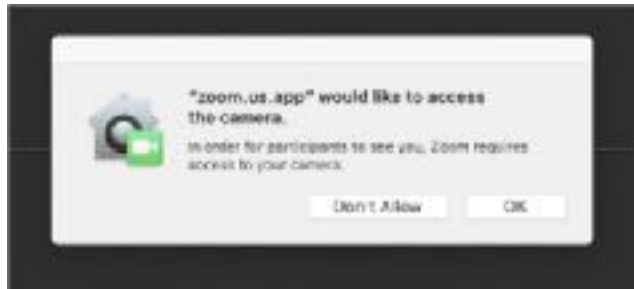 "zoom.us.app" would like to access
the camera.
In order for participants to see you, Zoom requires
access to your camera.
Don't Allow
OK